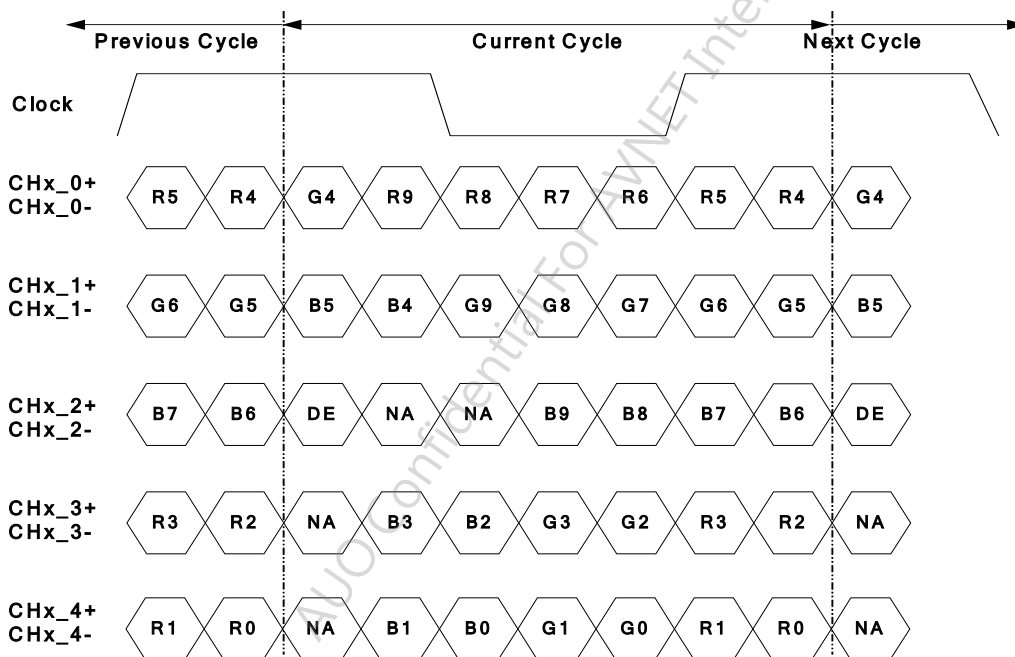 Previous Cycle Current Cycle Next Cycle
Clock
CHx_0+
CHx_0-
R5 R4 G4 R9 R8 R7 R6 R5 R4 G4
CHx_1+
CHx_1-
G6 G5 B5 B4 G9 G8 G7 G6 G5 B5
CHx_2+
CHx_2-
B7 B6 DE NA NA B9 B8 B7 B6 DE
CHx_3+
CHx_3-
R3 R2 NA B3 B2 G3 G2 R3 R2 NA
CHx_4+
CHx_4-
R1 R0 NA B1 B0 G1 G0 R1 R0 NA
AUO Confidential For AVNET